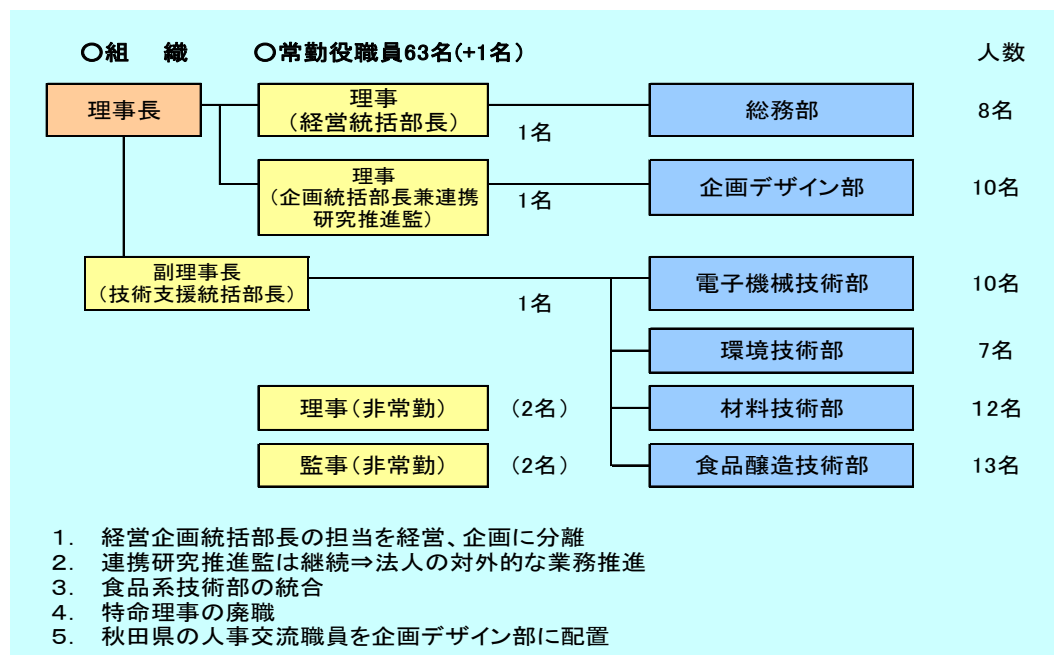 〇組　織　〇常勤役職員63名(+1名)　人数
理事長
理事
(経営統括部長)
1名
総務部
8名
理事
(企画統括部長兼連携
研究推進監)
1名
企画デザイン部
10名
副理事長
(技術支援統括部長)
1名
電子機械技術部
10名
環境技術部
7名
理事(非常勤)
(2名)
材料技術部
12名
監事(非常勤)
(2名)
食品醸造技術部
13名
1.　経営企画統括部長の担当を経営、企画に分離
2.　連携研究推進監は継続⇒法人の対外的な業務推進
3.　食品系技術部の統合
4.　特命理事の廃職
5.　秋田県の人事交流職員を企画デザイン部に配置